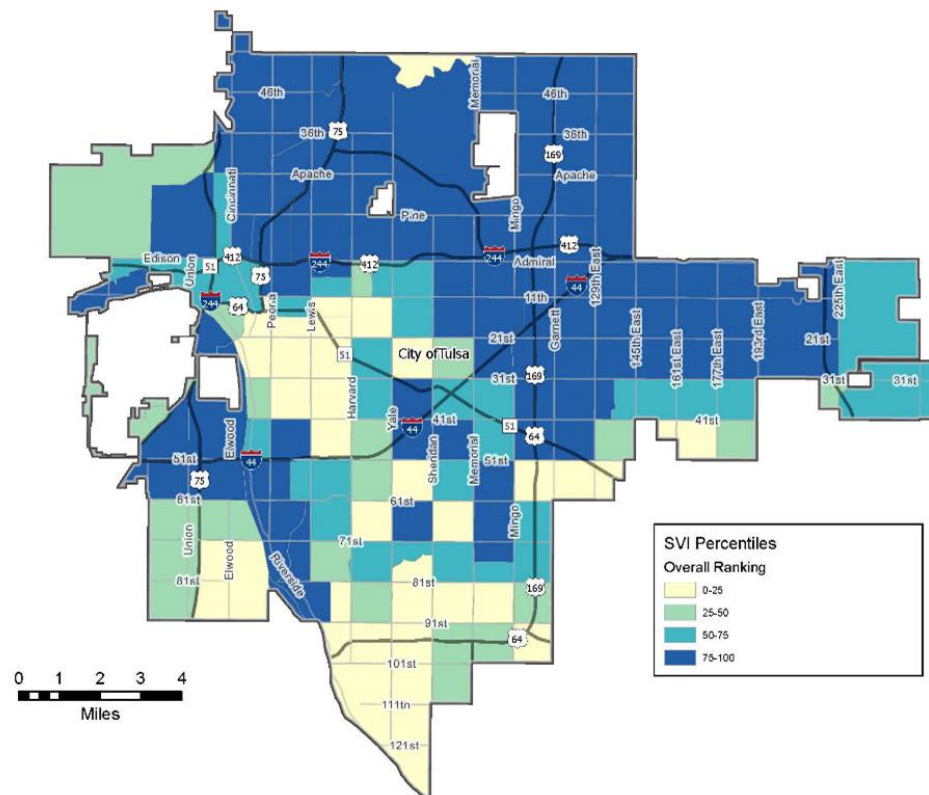 46th
Memorial
46th
75
36th
36th
169
Cincinnati
Apache
Apache
Pine
Mingo
Edison
Union
51
412
244
412
244
Admiral
412
75
44
129th East
244
64
Peoria
Lewis
11th
225th East
21st
Garnett
145th East
161st East
177th East
193rd East
21st
51
City of Tulsa
31st
169
31st
31st
Harvard
Yale
41st
41st
Elwood
44
51
64
Sheridan
Memorial
51st
44
51st
75
61st
61st
Mingo
Union
Elwood
71st
Riverside
81st
81st
169
91st
64
101st
111th
121st
SVI Percentiles
Overall Ranking
0-25
25-50
50-75
75-100
0 1 2 3 4
Miles